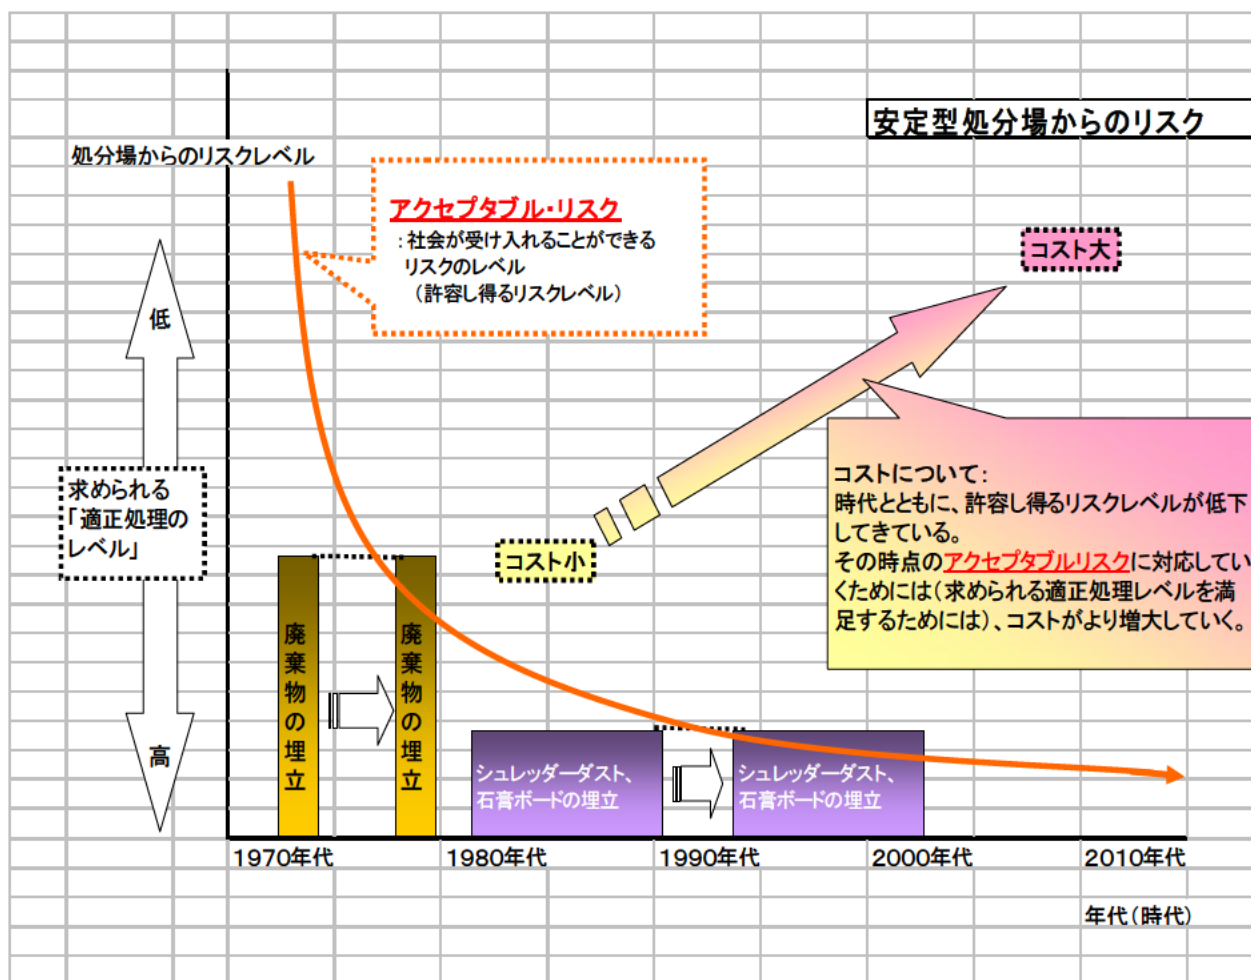 安定型処分場からのリスク
処分場からのリスクレベル
アクセプタブル・リスク
：社会が受け入れることができる
リスクのレベル
（許容し得るリスクレベル）
コスト大
低
求められる
「適正処理の
レベル」
高
コスト小
コストについて：
時代とともに、許容し得るリスクレベルが低下
してきている。
その時点のアクセプタブルリスクに対応してい
くためには（求められる適正処理レベルを満
足するためには）、コストがより増大していく。
廃棄物の埋立
廃棄物の埋立
シュレッダーダスト、
石膏ボードの埋立
シュレッダーダスト、
石膏ボードの埋立
1970年代
1980年代
1990年代
2000年代
2010年代
年代（時代）